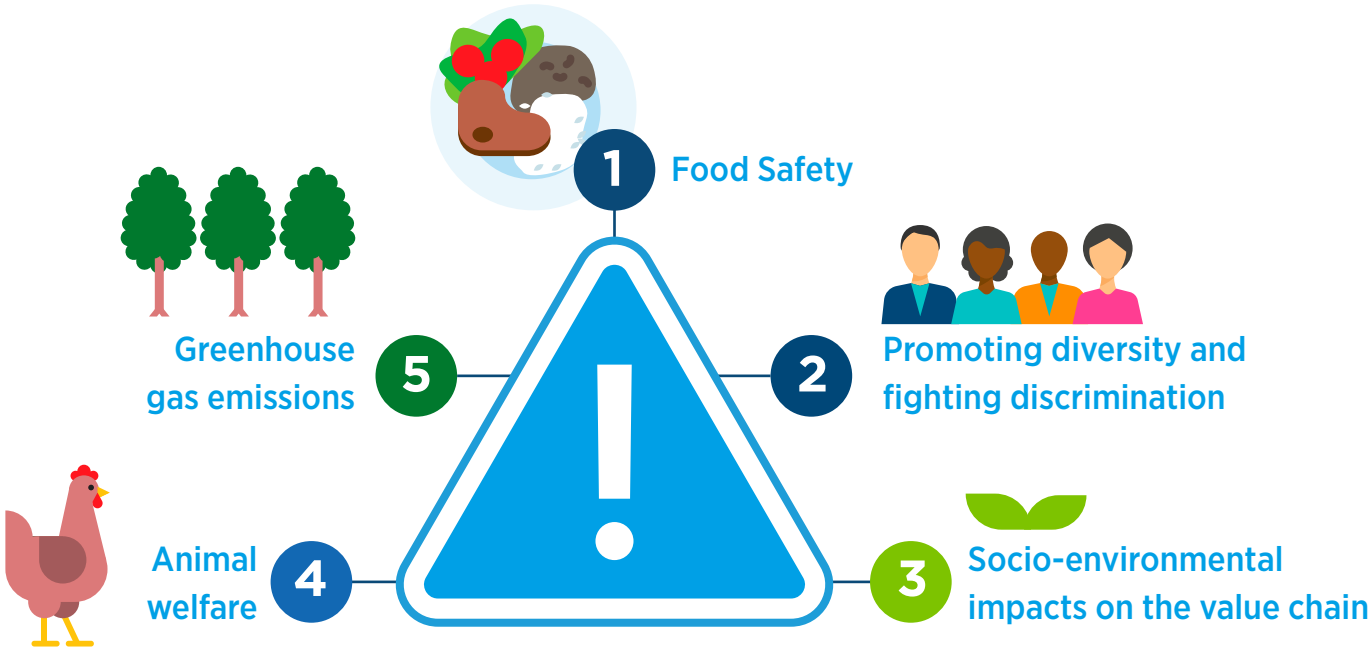 1
Food Safety
2
Promoting diversity and
fighting discrimination
3
Socio-environmental
impacts on the value chain
4
Animal
welfare
5
Greenhouse
gas emissions
!